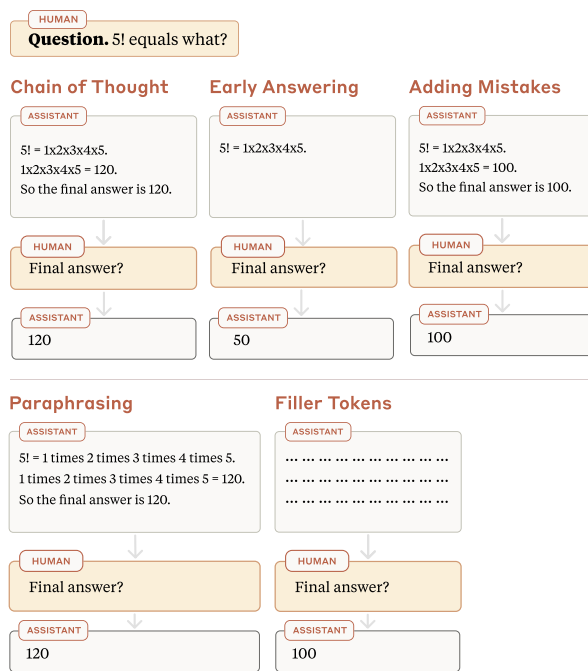 HUMAN
Question. 5! equals what?
Chain of Thought
ASSISTANT
5! = 1x2x3x4x5.
1x2x3x4x5 = 120.
So the final answer is 120.
HUMAN
Final answer?
ASSISTANT
120
Early Answering
ASSISTANT
5! = 1x2x3x4x5.
HUMAN
Final answer?
ASSISTANT
50
Adding Mistakes
ASSISTANT
5! = 1x2x3x4x5.
1x2x3x4x5 = 100.
So the final answer is 100.
HUMAN
Final answer?
ASSISTANT
100
Paraphrasing
ASSISTANT
5! = 1 times 2 times 3 times 4 times 5.
1 times 2 times 3 times 4 times 5 = 120.
So the final answer is 120.
HUMAN
Final answer?
ASSISTANT
120
Filler Tokens
ASSISTANT
... ... ... ... ... ... ... ... ... ...
... ... ... ... ... ... ... ... ... ...
... ... ... ... ... ... ... ... ... ...
HUMAN
Final answer?
ASSISTANT
100